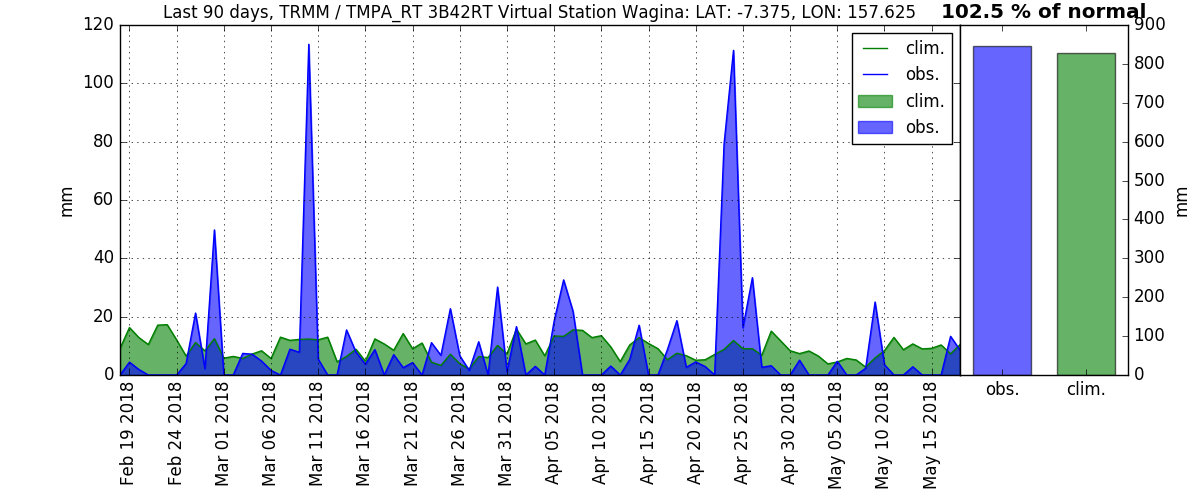 Last 90 days, TRMM / TMPA_RT 3B42RT Virtual Station Wagina: LAT: -7.375, LON: 157.625
102.5 % of normal
120
100
80
60
40
20
0
mm
clim.
obs.
clim.
obs.
900
800
700
600
500
400
300
200
100
0
mm
Feb 19 2018
Feb 24 2018
Mar 01 2018
Mar 06 2018
Mar 11 2018
Mar 16 2018
Mar 21 2018
Mar 26 2018
Mar 31 2018
Apr 05 2018
Apr 10 2018
Apr 15 2018
Apr 20 2018
Apr 25 2018
Apr 30 2018
May 05 2018
May 10 2018
May 15 2018
obs.
clim.